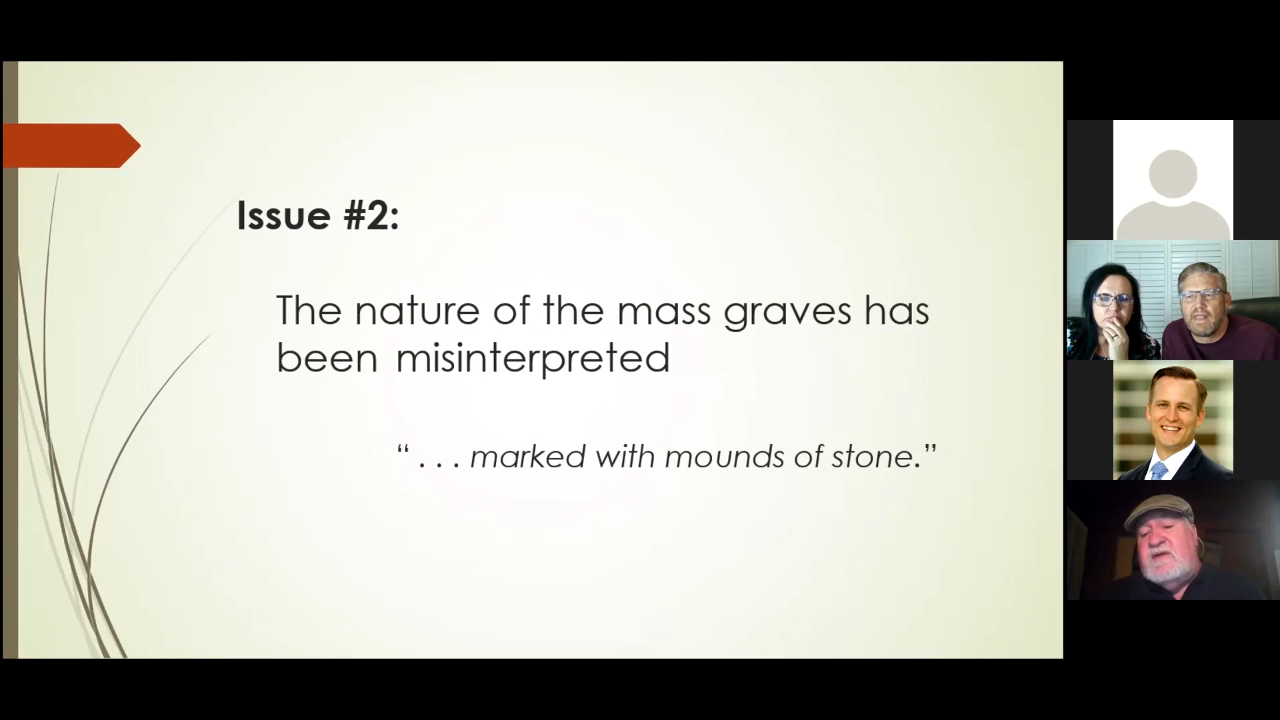 Issue #2:
The nature of the mass graves has
been misinterpreted
“ . . . marked with mounds of stone.”